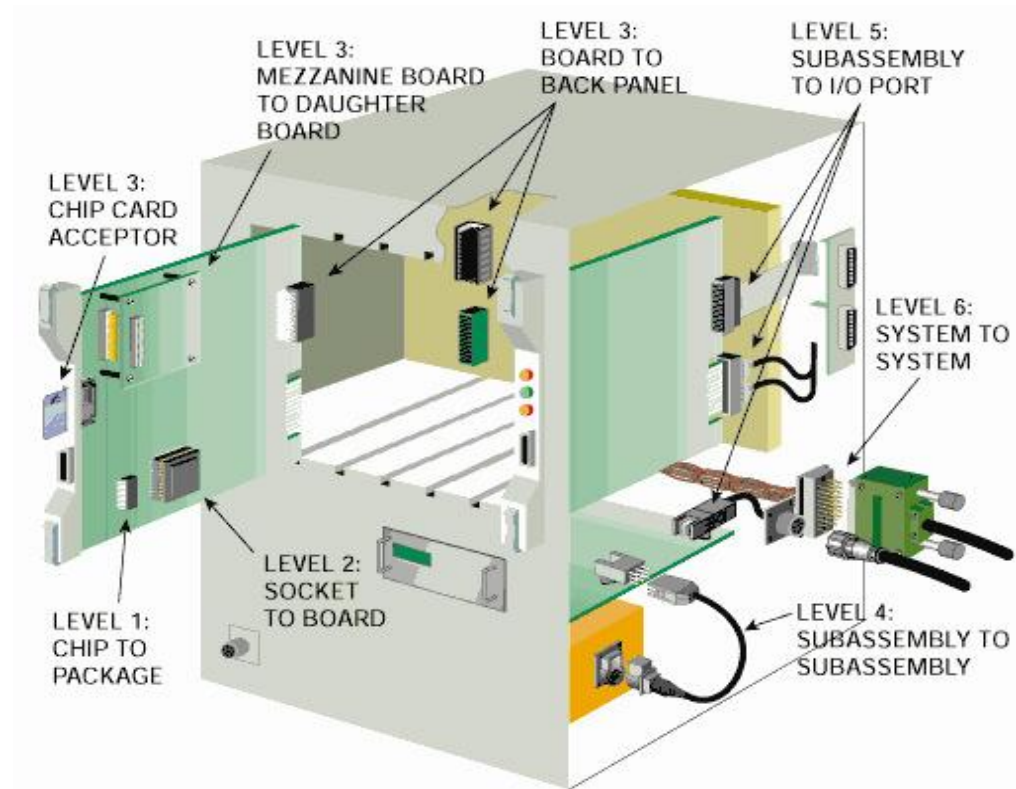 LEVEL 3:
MEZZANINE BOARD
TO DAUGHTER
BOARD
LEVEL 3:
BOARD TO
BACK PANEL
LEVEL 5:
SUBASSEMBLY
TO I/O PORT
LEVEL 3:
CHIP CARD
ACCEPTOR
LEVEL 6:
SYSTEM TO
SYSTEM
LEVEL 2:
SOCKET
TO BOARD
LEVEL 1:
CHIP TO
PACKAGE
LEVEL 4:
SUBASSEMBLY TO
SUBASSEMBLY